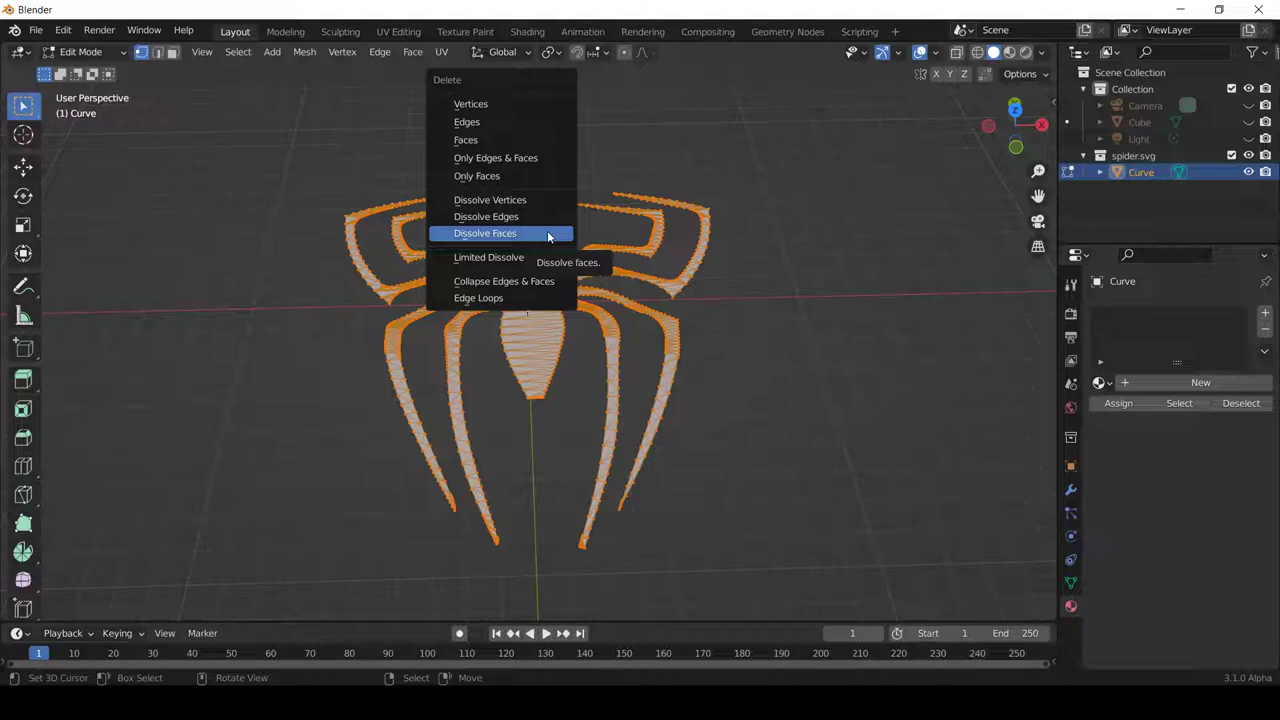 Blender
File Edit Render Window Help Layout Modeling Sculpting UV Editing Texture Paint Shading Animation Rendering Compositing Geometry Nodes Scripting Scene ViewLayer
Edit Mode View Select Add Mesh Vertex Edge Face UV Global
X Y Z Options
User Perspective
(1) Curve
Delete
Vertices
Edges
Faces
Only Edges & Faces
Only Faces
Dissolve Vertices
Dissolve Edges
Dissolve Faces
Limited Dissolve
Dissolve faces.
Collapse Edges & Faces
Edge Loops
Z
X
Scene Collection
Collection
Camera
Cube
Light
spider.svg
Curve
Curve
New
Assign Select Deselect
Playback Keying View Marker 1 Start 1 End 250
1 10 20 30 40 50 60 70 80 90 100 110 120 130 140 150 160 170 180 190 200 210 220 230 240 250
Set 3D Cursor Box Select Rotate View Select Move 3.1.0 Alpha